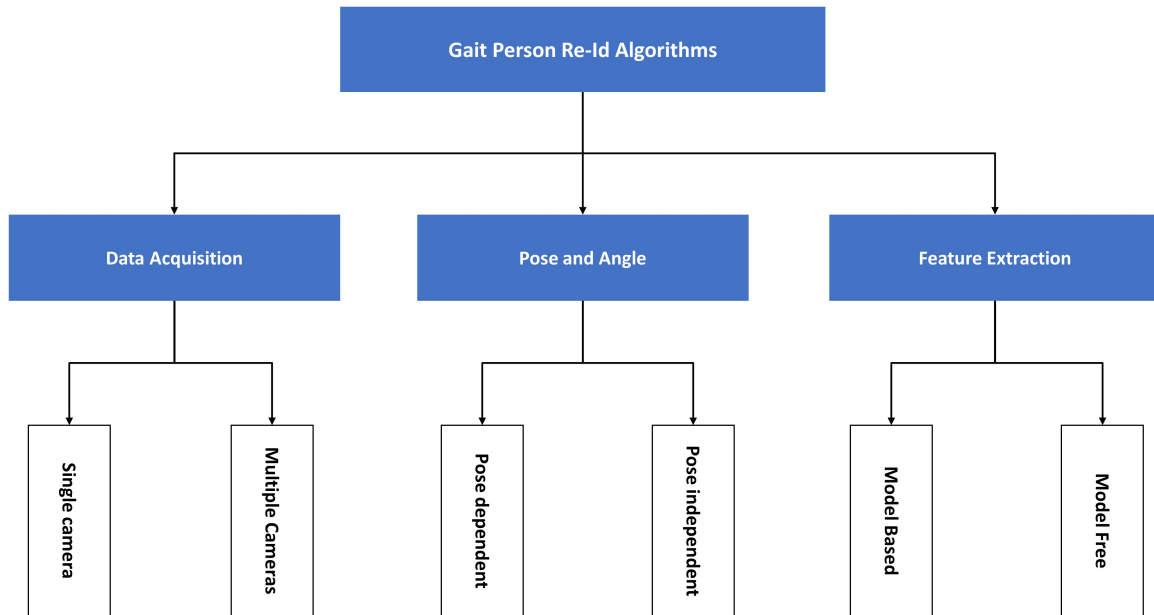 Gait Person Re-Id Algorithms
Data Acquisition
Pose and Angle
Feature Extraction
Single camera
Multiple Cameras
Pose dependent
Pose independent
Model Based
Model Free